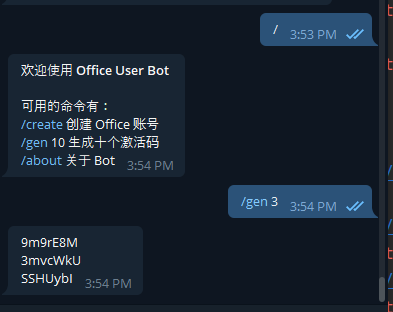 /
3:53 PM
欢迎使用 Office User Bot
可用的命令有：
/create 创建 Office 账号
/gen 10 生成十个激活码
/about 关于 Bot
3:54 PM
/gen 3
3:54 PM
9m9rE8M
3mvcWkU
SSHUybI
3:54 PM